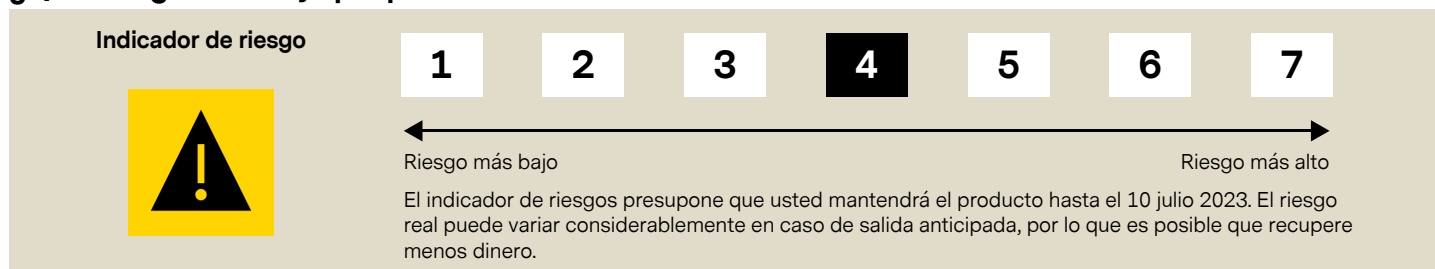 Indicador de riesgo
1 2 3 4 5 6 7
Riesgo más bajo Riesgo más alto
El indicador de riesgos presupone que usted mantendrá el producto hasta el 10 julio 2023. El riesgo
real puede variar considerablemente en caso de salida anticipada, por lo que es posible que recupere
menos dinero.